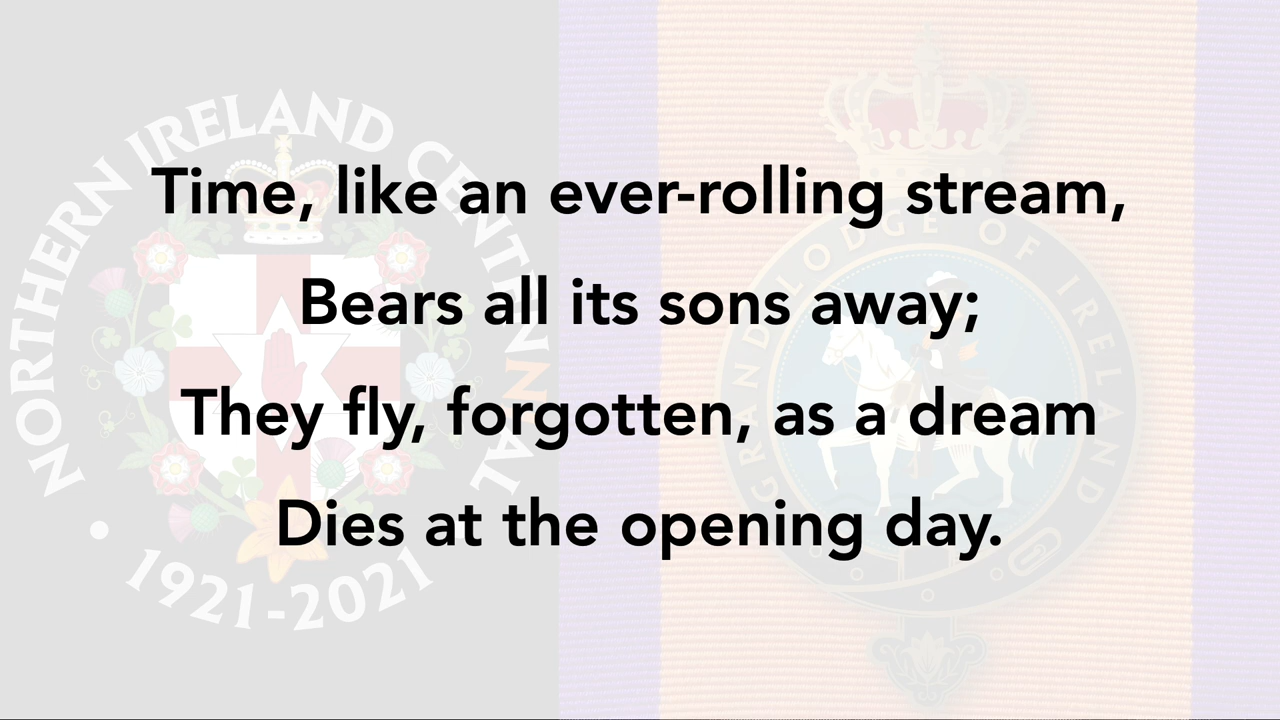 NORTHERN IRELAND CENTENNIAL
• 1921-2021
GRAND LODGE OF IRELAND
Time, like an ever-rolling stream,
Bears all its sons away;
They fly, forgotten, as a dream
Dies at the opening day.